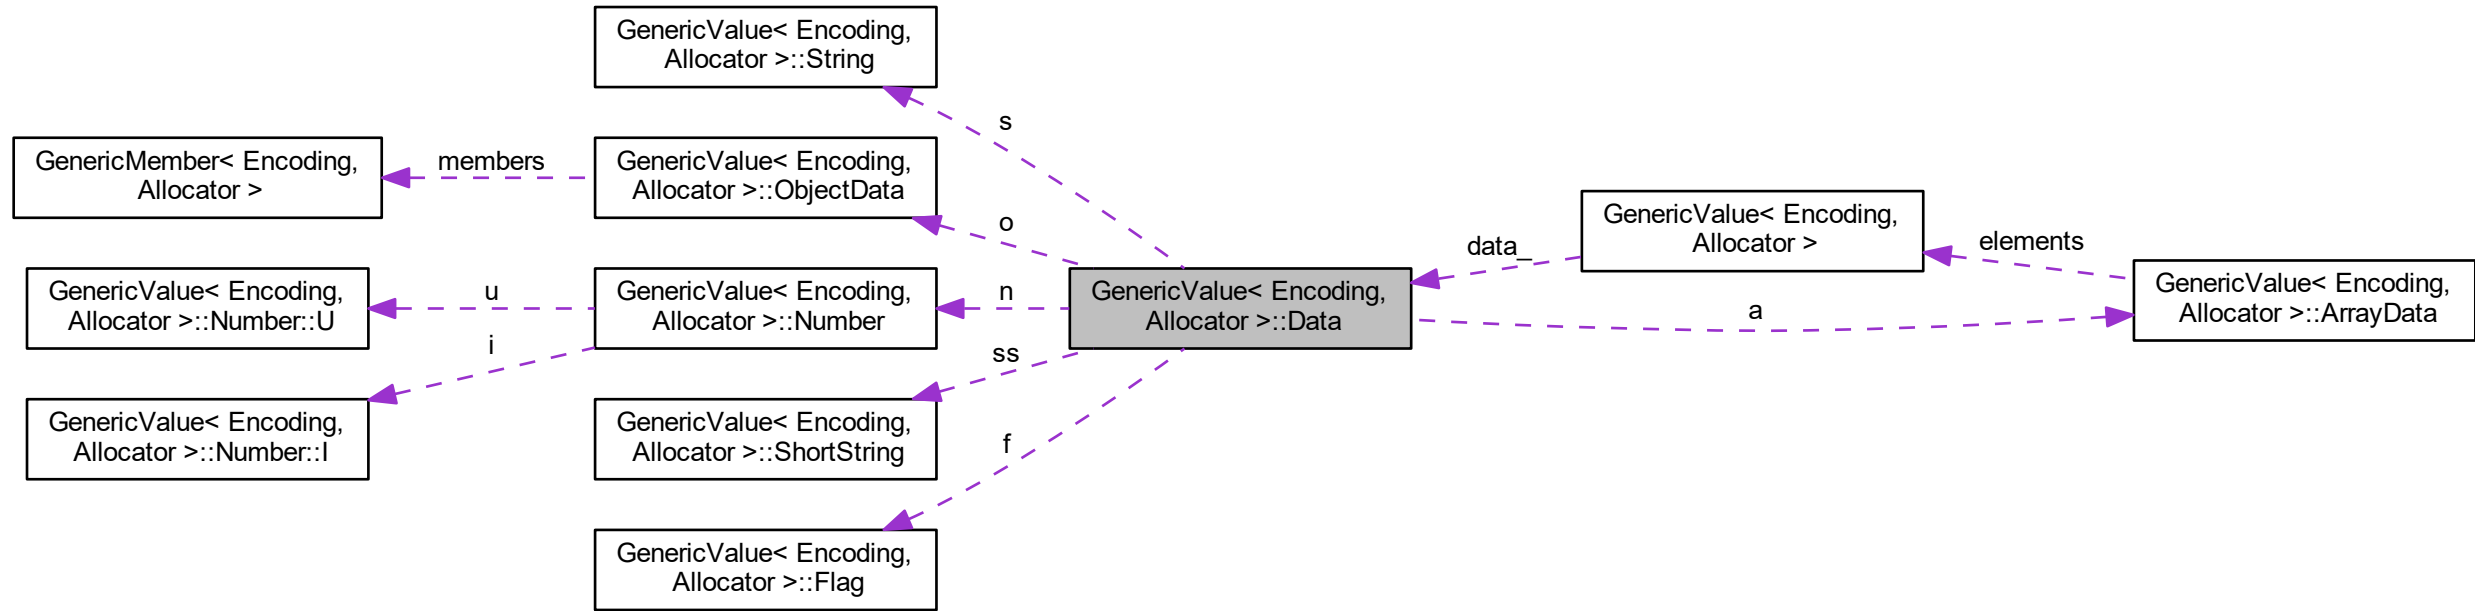 GenericValue< Encoding,
Allocator >::String
s
GenericMember< Encoding,
Allocator >
members
GenericValue< Encoding,
Allocator >::ObjectData
o
GenericValue< Encoding,
Allocator >::Number::U
u
GenericValue< Encoding,
Allocator >::Number
n
GenericValue< Encoding,
Allocator >::Data
data_
GenericValue< Encoding,
Allocator >
elements
GenericValue< Encoding,
Allocator >::ArrayData
a
i
GenericValue< Encoding,
Allocator >::Number::I
ss
GenericValue< Encoding,
Allocator >::ShortString
f
GenericValue< Encoding,
Allocator >::Flag